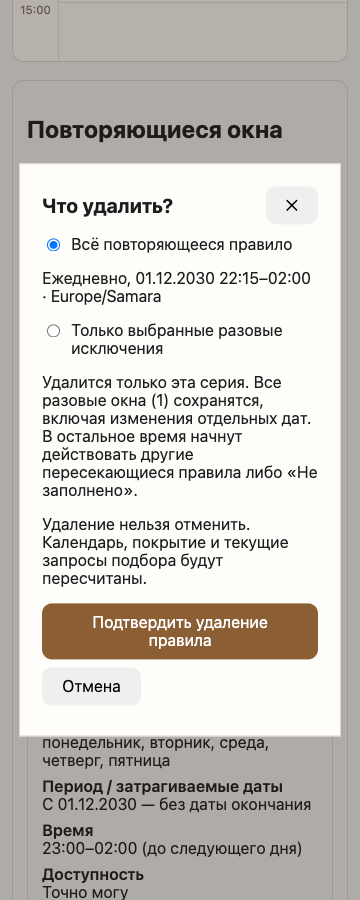 15:00
Повторяющиеся окна
Что удалить?
Всё повторяющееся правило
Ежедневно, 01.12.2030 22:15–02:00
· Europe/Samara
Только выбранные разовые
исключения
Удалится только эта серия. Все
разовые окна (1) сохранятся,
включая изменения отдельных дат.
В остальное время начнут
действовать другие
пересекающиеся правила либо «Не
заполнено».
Удаление нельзя отменить.
Календарь, покрытие и текущие
запросы подбора будут
пересчитаны.
Подтвердить удаление
правила
Отмена
понедельник, вторник, среда,
четверг, пятница
Период / затрагиваемые даты
С 01.12.2030 — без даты окончания
Время
23:00–02:00 (до следующего дня)
Доступность
Точно могу